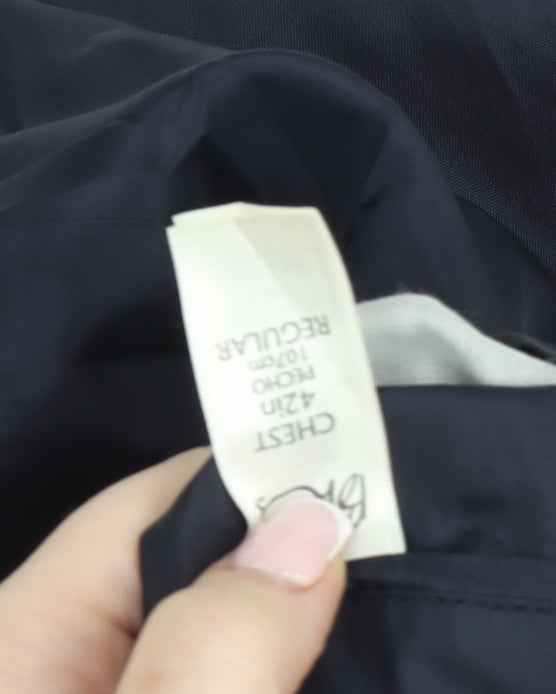 CHEST
42in
PECHO
107cm
REGULAR